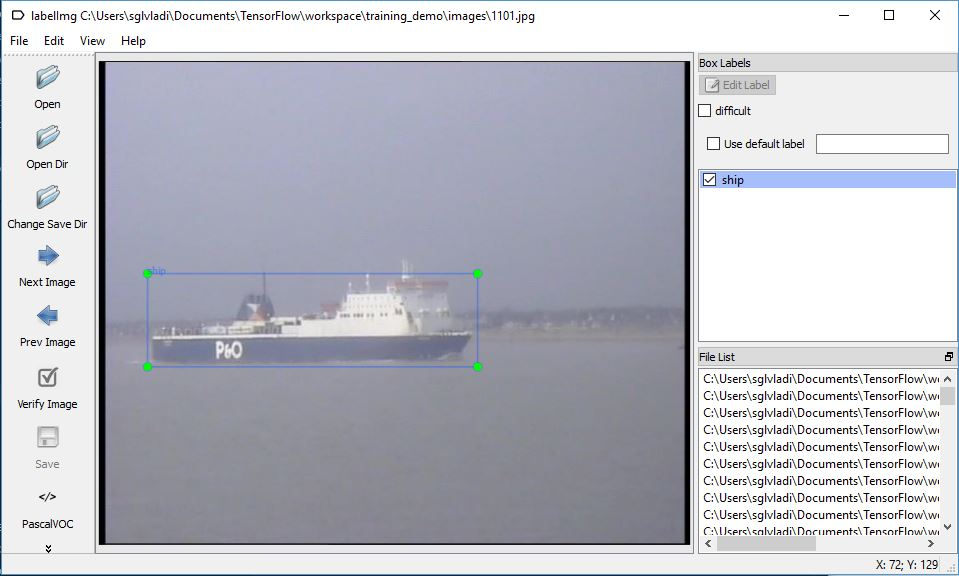 labelImg C:\Users\sglvladi\Documents\TensorFlow\workspace\training_demo\images\1101.jpg
File Edit View Help
Open
Open Dir
Change Save Dir
Next Image
Prev Image
Verify Image
Save
</>
PascalVOC
ship
P&O
Box Labels
Edit Label
difficult
Use default label
ship
File List
C:\Users\sglvladi\Documents\TensorFlow\w
C:\Users\sglvladi\Documents\TensorFlow\w
C:\Users\sglvladi\Documents\TensorFlow\w
C:\Users\sglvladi\Documents\TensorFlow\w
C:\Users\sglvladi\Documents\TensorFlow\w
C:\Users\sglvladi\Documents\TensorFlow\w
C:\Users\sglvladi\Documents\TensorFlow\w
C:\Users\sglvladi\Documents\TensorFlow\w
C:\Users\sglvladi\Documents\TensorFlow\w
C:\Users\sglvladi\Documents\TensorFlow\w
X: 72; Y: 129